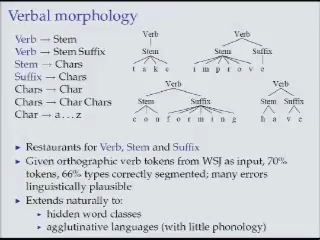 Verbal morphology
Verb → Stem
Verb → Stem Suffix
Stem → Chars
Suffix → Chars
Chars → Char
Chars → Char Chars
Char → a . . . z
Verb
Stem
t a k e
Verb
Stem Suffix
i m p r o v e
Verb
Stem Suffix
c o n f o r m i n g
Verb
Stem Suffix
h a v e
▶ Restaurants for Verb, Stem and Suffix
▶ Given orthographic verb tokens from WSJ as input, 70%
tokens, 66% types correctly segmented; many errors
linguistically plausible
▶ Extends naturally to:
▶ hidden word classes
▶ agglutinative languages (with little phonology)